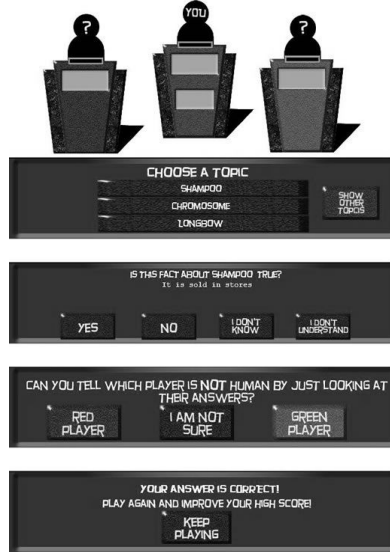 ? YOU ?
CHOOSE A TOPIC
SHAMPOO
CHROMOSOME
LONGBOW
SHOW
OTHER
TOPCIS
IS THIS FACT ABOUT SHAMPOO TRUE?
It is sold in stores
YES
NO
I DON'T
KNOW
I DON'T
UNDERSTAND
CAN YOU TELL WHICH PLAYER IS NOT HUMAN BY JUST LOOKING AT
THEIR ANSWERS?
RED
PLAYER
I AM NOT
SURE
GREEN
PLAYER
YOUR ANSWER IS CORRECT!
PLAY AGAIN AND IMPROVE YOUR HIGH SCORE!
KEEP
PLAYING